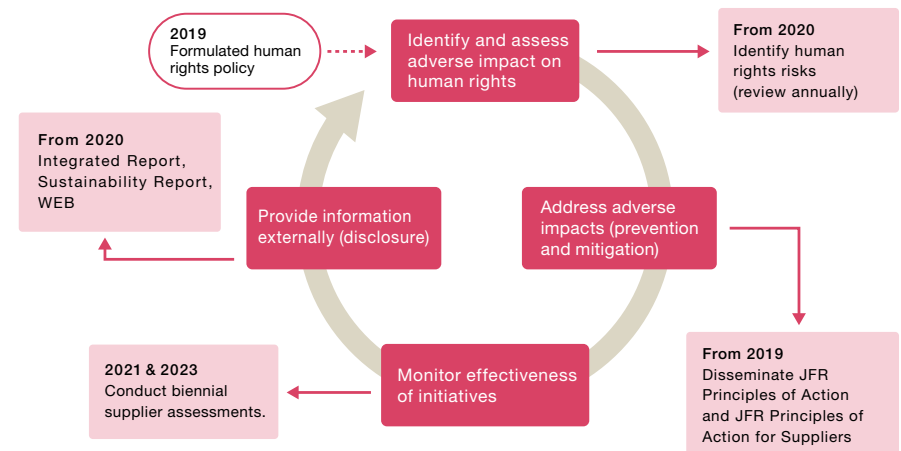 2019
Formulated human
rights policy
Identify and assess
adverse impact on
human rights
From 2020
Identify human
rights risks
(review annually)
From 2020
Integrated Report,
Sustainability Report,
WEB
Provide information
externally (disclosure)
Address adverse
impacts (prevention
and mitigation)
2021 & 2023
Conduct biennial
supplier assessments.
Monitor effectiveness
of initiatives
From 2019
Disseminate JFR
Principles of Action
and JFR Principles of
Action for Suppliers